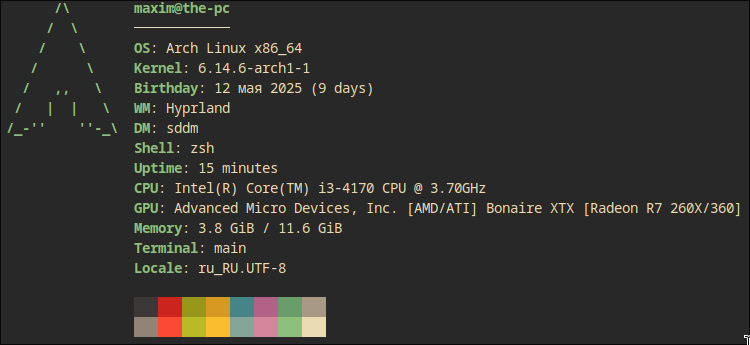 maxim@the-pc
OS: Arch Linux x86_64
Kernel: 6.14.6-arch1-1
Birthday: 12 мая 2025 (9 days)
WM: Hyprland
DM: sddm
Shell: zsh
Uptime: 15 minutes
CPU: Intel(R) Core(TM) i3-4170 CPU @ 3.70GHz
GPU: Advanced Micro Devices, Inc. [AMD/ATI] Bonaire XTX [Radeon R7 260X/360]
Memory: 3.8 GiB / 11.6 GiB
Terminal: main
Locale: ru_RU.UTF-8